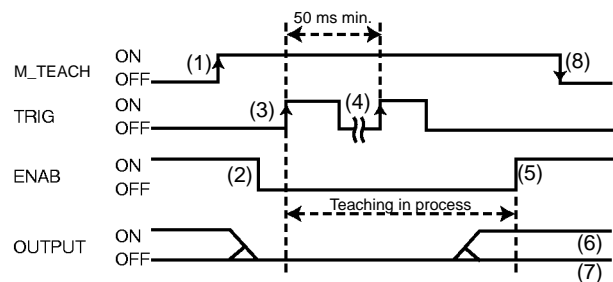 50 ms min.
M_TEACH ON (1) (8)
OFF
TRIG ON (3) (4)
OFF
ENAB ON (2) (5)
OFF
Teaching in process
OUTPUT ON (6)
OFF (7)